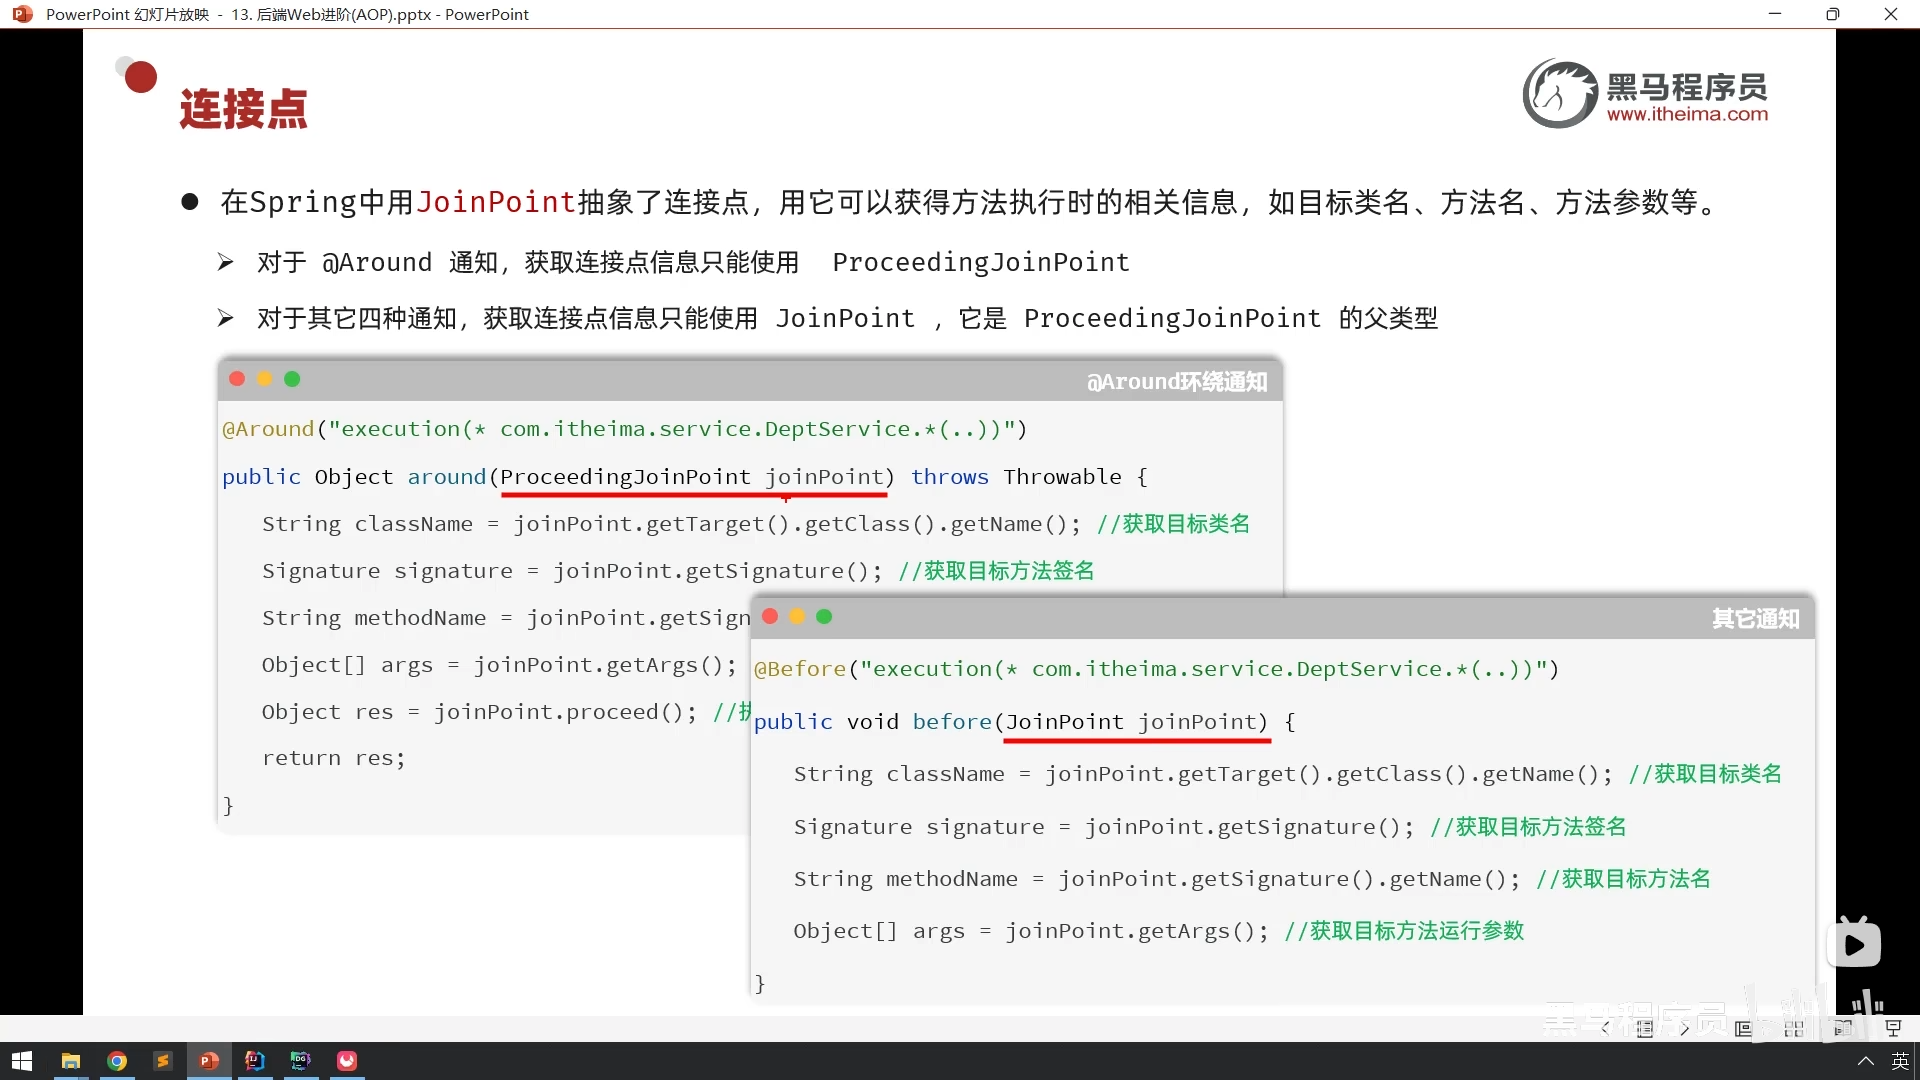 PowerPoint 幻灯片放映 - 13. 后端Web进阶(AOP).pptx - PowerPoint
连接点
黑马程序员
www.itheima.com
在Spring中用JoinPoint抽象了连接点，用它可以获得方法执行时的相关信息，如目标类名、方法名、方法参数等。
对于 @Around 通知，获取连接点信息只能使用 ProceedingJoinPoint
对于其它四种通知，获取连接点信息只能使用 JoinPoint ，它是 ProceedingJoinPoint 的父类型
@Around环绕通知
@Around("execution(* com.itheima.service.DeptService.*(..))")
public Object around(ProceedingJoinPoint joinPoint) throws Throwable {
String className = joinPoint.getTarget().getClass().getName(); //获取目标类名
Signature signature = joinPoint.getSignature(); //获取目标方法签名
String methodName = joinPoint.getSign
Object[] args = joinPoint.getArgs();
Object res = joinPoint.proceed(); //执
return res;
}
其它通知
@Before("execution(* com.itheima.service.DeptService.*(..))")
public void before(JoinPoint joinPoint) {
String className = joinPoint.getTarget().getClass().getName(); //获取目标类名
Signature signature = joinPoint.getSignature(); //获取目标方法签名
String methodName = joinPoint.getSignature().getName(); //获取目标方法名
Object[] args = joinPoint.getArgs(); //获取目标方法运行参数
}
黑马程序员
英